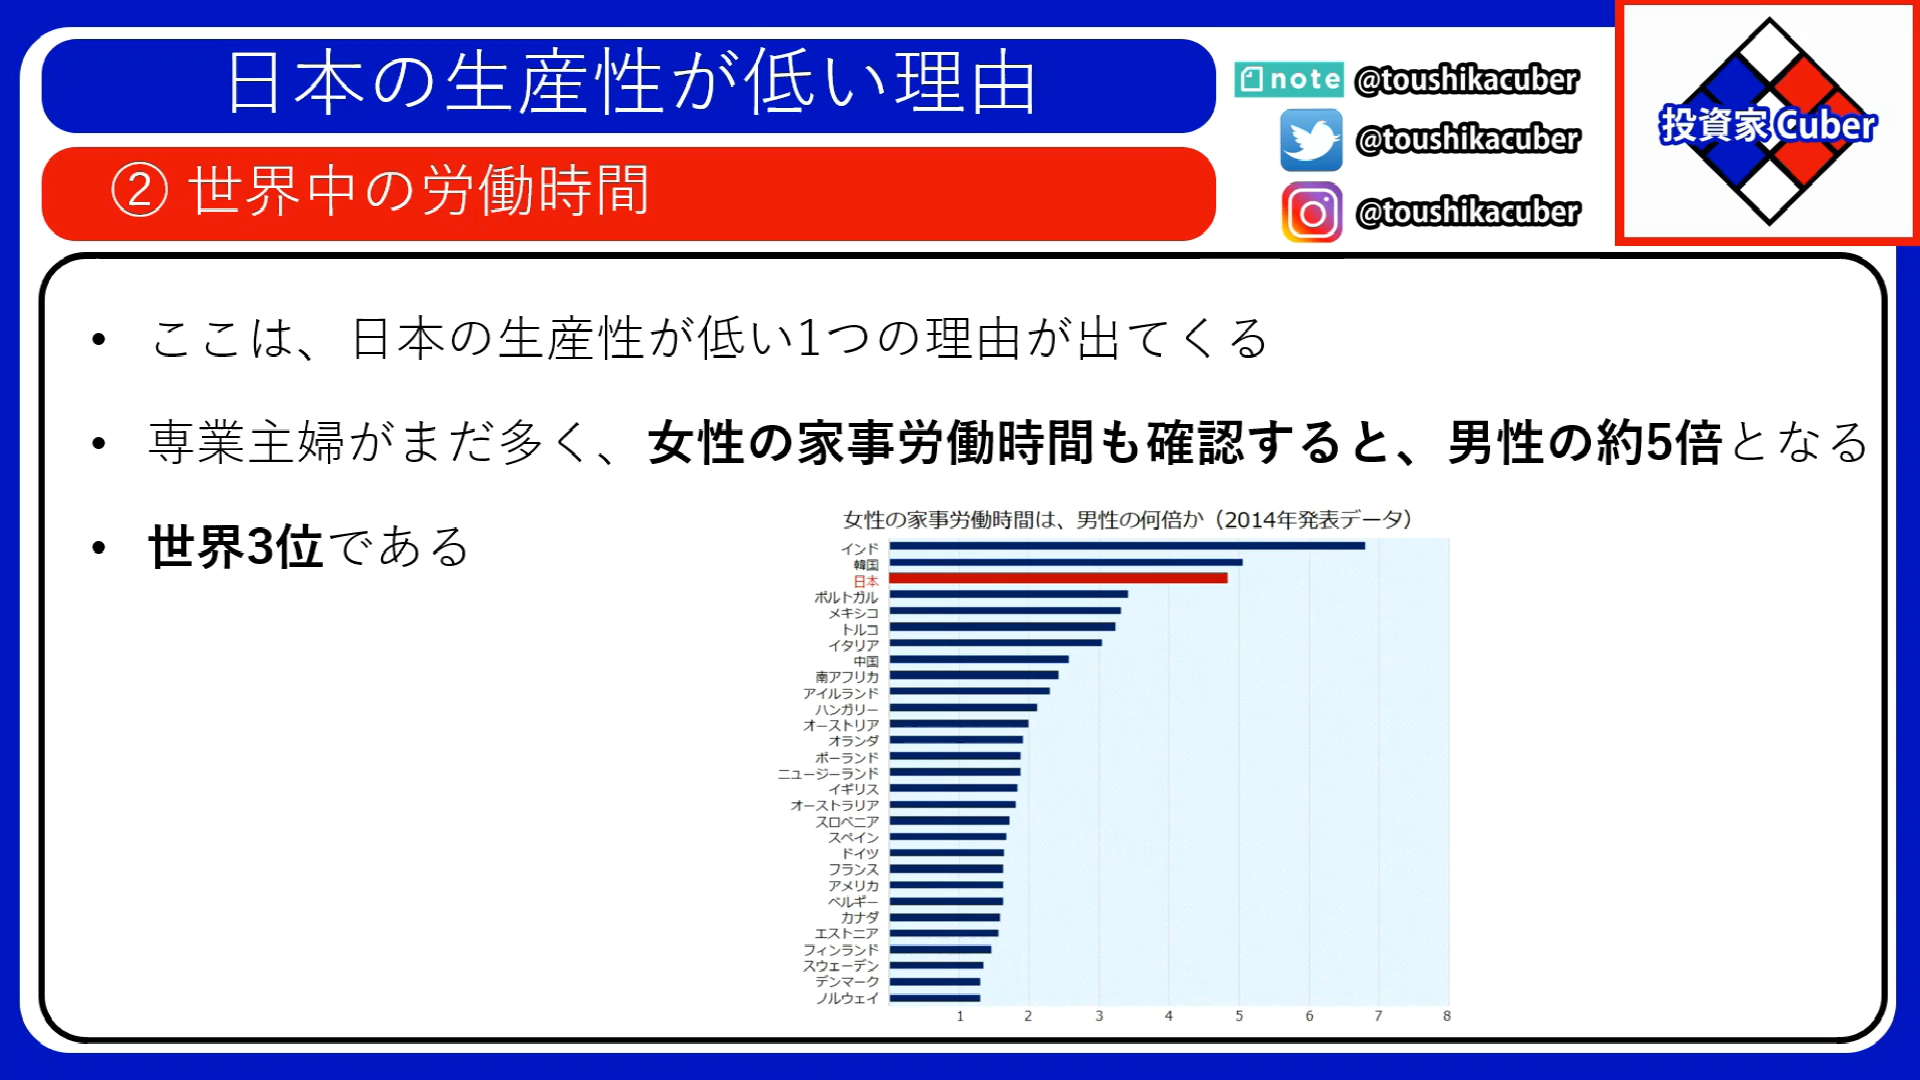 日本の生産性が低い理由
② 世界中の労働時間
note @toushikacuber
@toushikacuber
@toushikacuber
投資家Cuber
• ここは、日本の生産性が低い1つの理由が出てくる
• 専業主婦がまだ多く、女性の家事労働時間も確認すると、男性の約5倍となる
• 世界3位である
女性の家事労働時間は、男性の何倍か（2014年発表データ）
インド
韓国
日本
ポルトガル
メキシコ
トルコ
イタリア
中国
南アフリカ
アイルランド
ハンガリー
オーストリア
オランダ
ポーランド
ニュージーランド
イギリス
オーストラリア
スロベニア
スペイン
ドイツ
フランス
アメリカ
ベルギー
カナダ
エストニア
フィンランド
スウェーデン
デンマーク
ノルウェイ
1 2 3 4 5 6 7 8